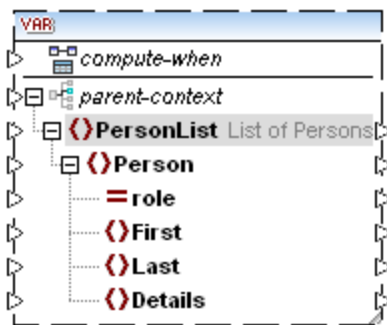 VAR
compute-when
parent-context
{}PersonList List of Persons
{}Person
=role
{}First
{}Last
{}Details